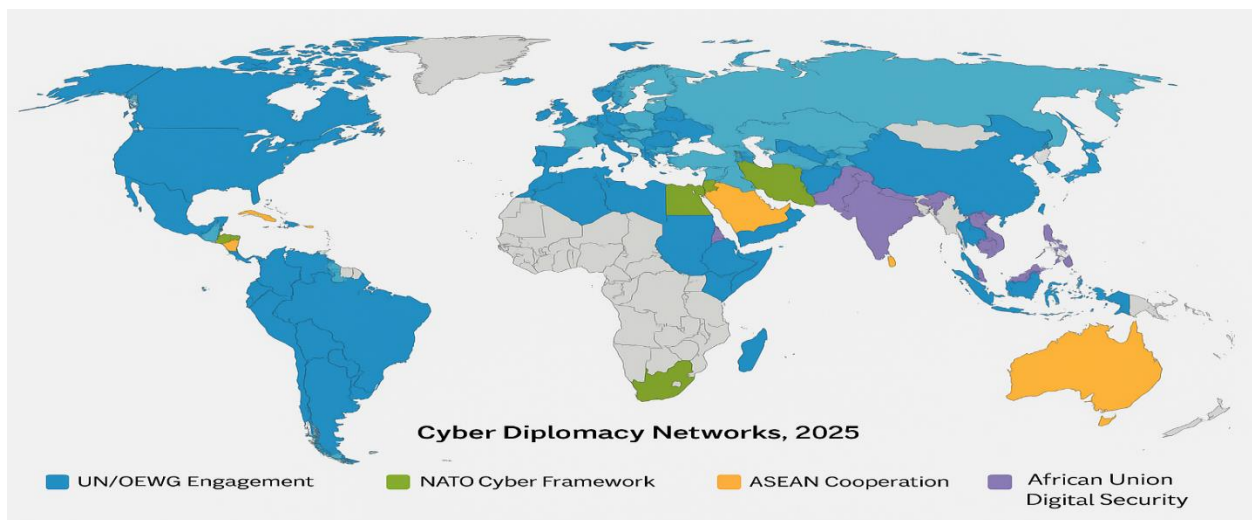 Cyber Diplomacy Networks, 2025
UN/OEWG Engagement
NATO Cyber Framework
ASEAN Cooperation
African Union
Digital Security